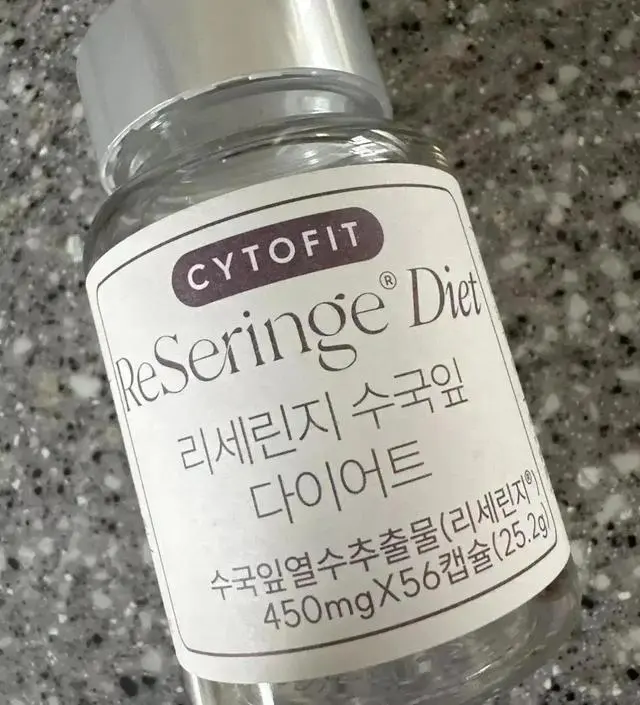 CYTOFIT
ReSeringe® Diet
리세린지 수국잎
다이어트
수국잎열수추출물(리세린지®)
450mgX56캡슐(25.2g)